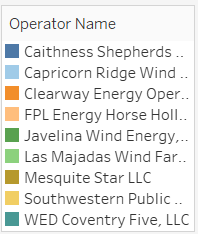 Operator Name
Caithness Shepherds ..
Capricorn Ridge Wind ..
Clearway Energy Oper..
FPL Energy Horse Holl..
Javelina Wind Energy,..
Las Majadas Wind Far..
Mesquite Star LLC
Southwestern Public ..
WED Coventry Five, LLC